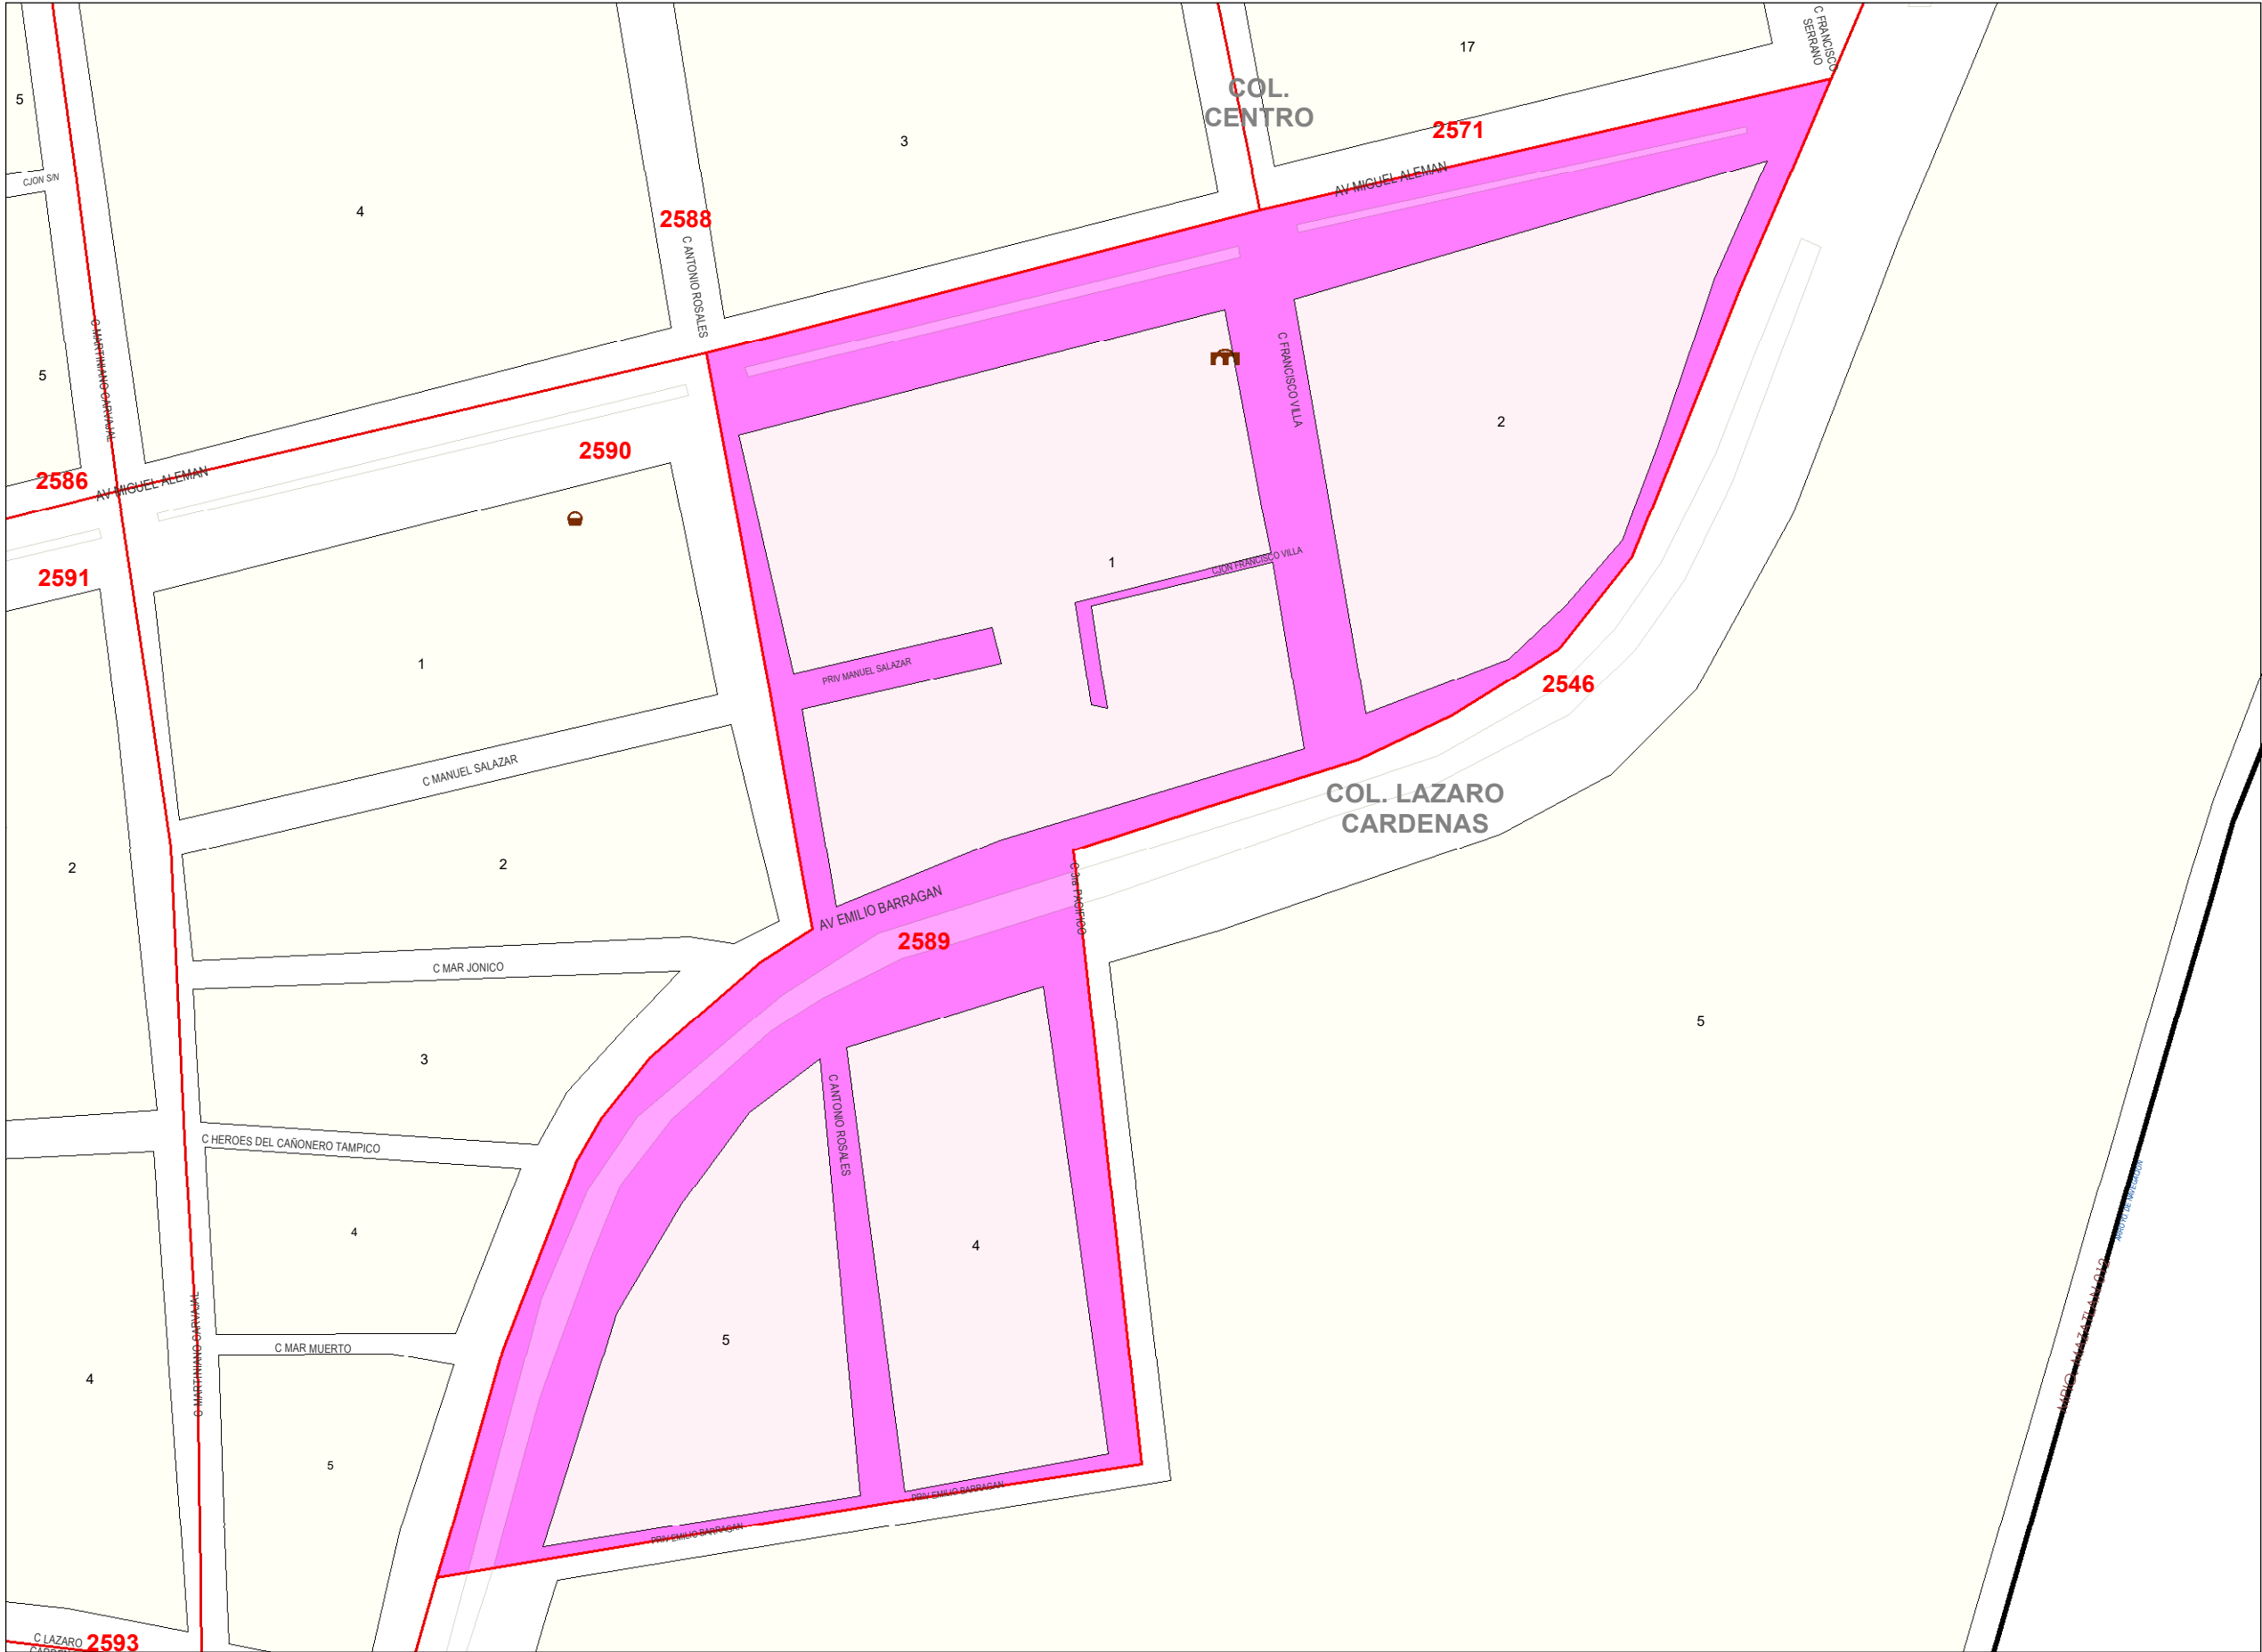 C FRANCISCO
SERRANO
17
5
COL.
CENTRO
2571
3
CJON S/N
AV MIGUEL ALEMAN
4
2588
C ANTONIO ROSALES
C MARTINIANO CARVAJAL
5
C FRANCISCO VILLA
2
2590
2586
AV MIGUEL ALEMAN
1
CJON FRANCISCO VILLA
2591
1
PRIV MANUEL SALAZAR
2546
C MANUEL SALAZAR
COL. LAZARO
CARDENAS
2
2
C 3ra PACIFICO
AV EMILIO BARRAGAN
2589
C MAR JONICO
5
3
C ANTONIO ROSALES
C HEROES DEL CAÑONERO TAMPICO
4
4
C MARTINIANO CARVAJAL
5
C MAR MUERTO
4
5
PRIV EMILIO BARRAGAN
PRIV EMILIO BARRAGAN
C LAZARO
2593